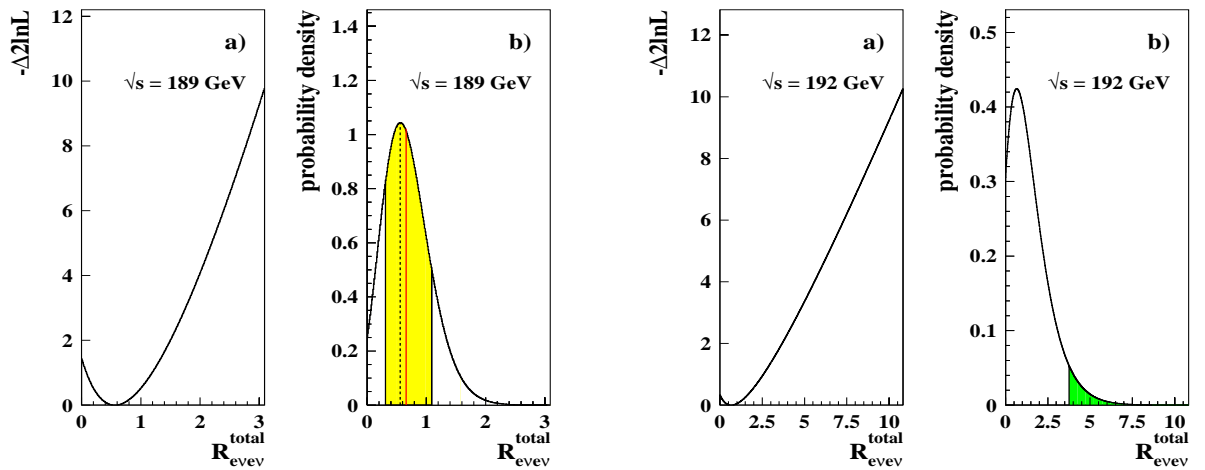 -Δ2lnL
a)
√s = 189 GeV
12
10
8
6
4
2
0
0 1 2 3
R total eνeν
probability density
b)
√s = 189 GeV
1.4
1.2
1
0.8
0.6
0.4
0.2
0
0 1 2 3
R total eνeν
-Δ2lnL
a)
√s = 192 GeV
12
10
8
6
4
2
0
0 2.5 5 7.5 10
R total eνeν
probability density
b)
√s = 192 GeV
0.5
0.4
0.3
0.2
0.1
0
0 2.5 5 7.5 10
R total eνeν